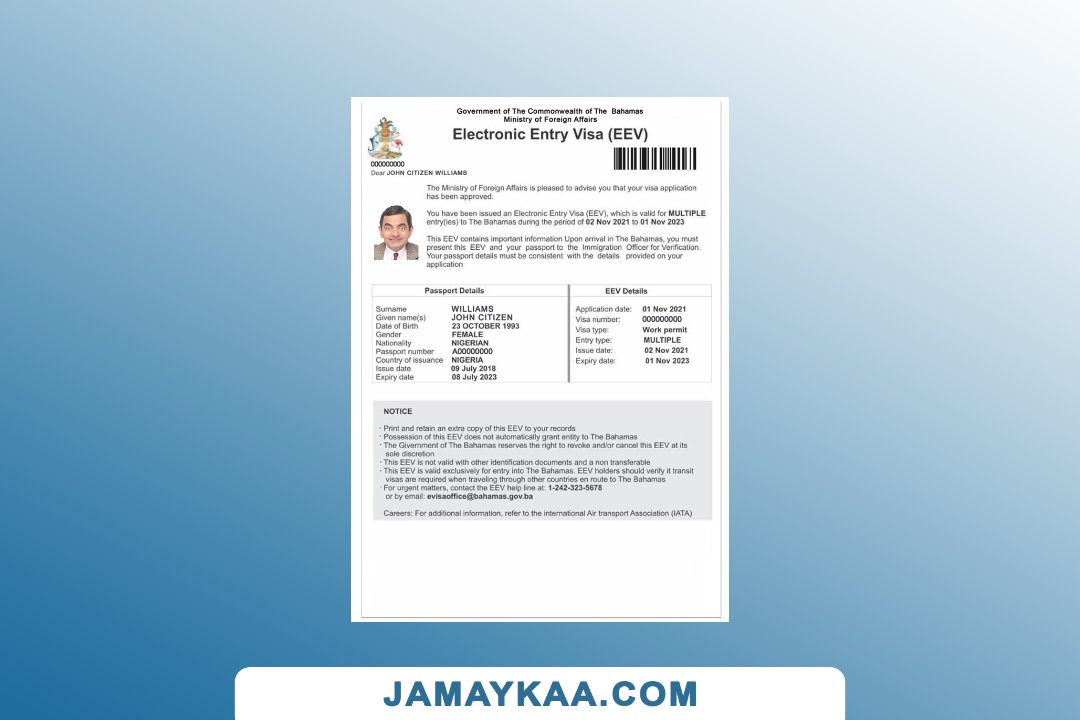 Government of The Commonwealth of The Bahamas
Ministry of Foreign Affairs
Electronic Entry Visa (EEV)
000000000
Dear JOHN CITIZEN WILLIAMS
The Ministry of Foreign Affairs is pleased to advise you that your visa application
has been approved.
You have been issued an Electronic Entry Visa (EEV), which is valid for MULTIPLE
entry(ies) to The Bahamas during the period of 02 Nov 2021 to 01 Nov 2023
This EEV contains important information Upon arrival in The Bahamas, you must
present this EEV and your passport to the Immigration Officer for Verification.
Your passport details must be consistent with the details provided on your
application
Passport Details
Surname WILLIAMS
Given name(s) JOHN CITIZEN
Date of Birth 23 OCTOBER 1993
Gender FEMALE
Nationality NIGERIAN
Passport number A00000000
Country of issuance NIGERIA
Issue date 09 July 2018
Expiry date 08 July 2023
EEV Details
Application date: 01 Nov 2021
Visa number: 000000000
Visa type: Work permit
Entry type: MULTIPLE
Issue date: 02 Nov 2021
Expiry date: 01 Nov 2023
NOTICE
· Print and retain an extra copy of this EEV to your records
· Possession of this EEV does not automatically grant entity to The Bahamas
· The Givernment of The Bahamas reserves the right to revoke and/or cancel this EEV at its
sole discretion
· This EEV is not valid with other identification documents and a non transferable
· This EEV is valid exclusively for entry into The Bahamas. EEV holders should verify it transit
visas are required when traveling through other countries en route to The Bahamas
· For urgent matters, contact the EEV help line at: 1-242-323-5678
or by email: evisaoffice@bahamas.gov.ba
Careers: For additional information, refer to the international Air transport Association (IATA)
JAMAYKAA.COM